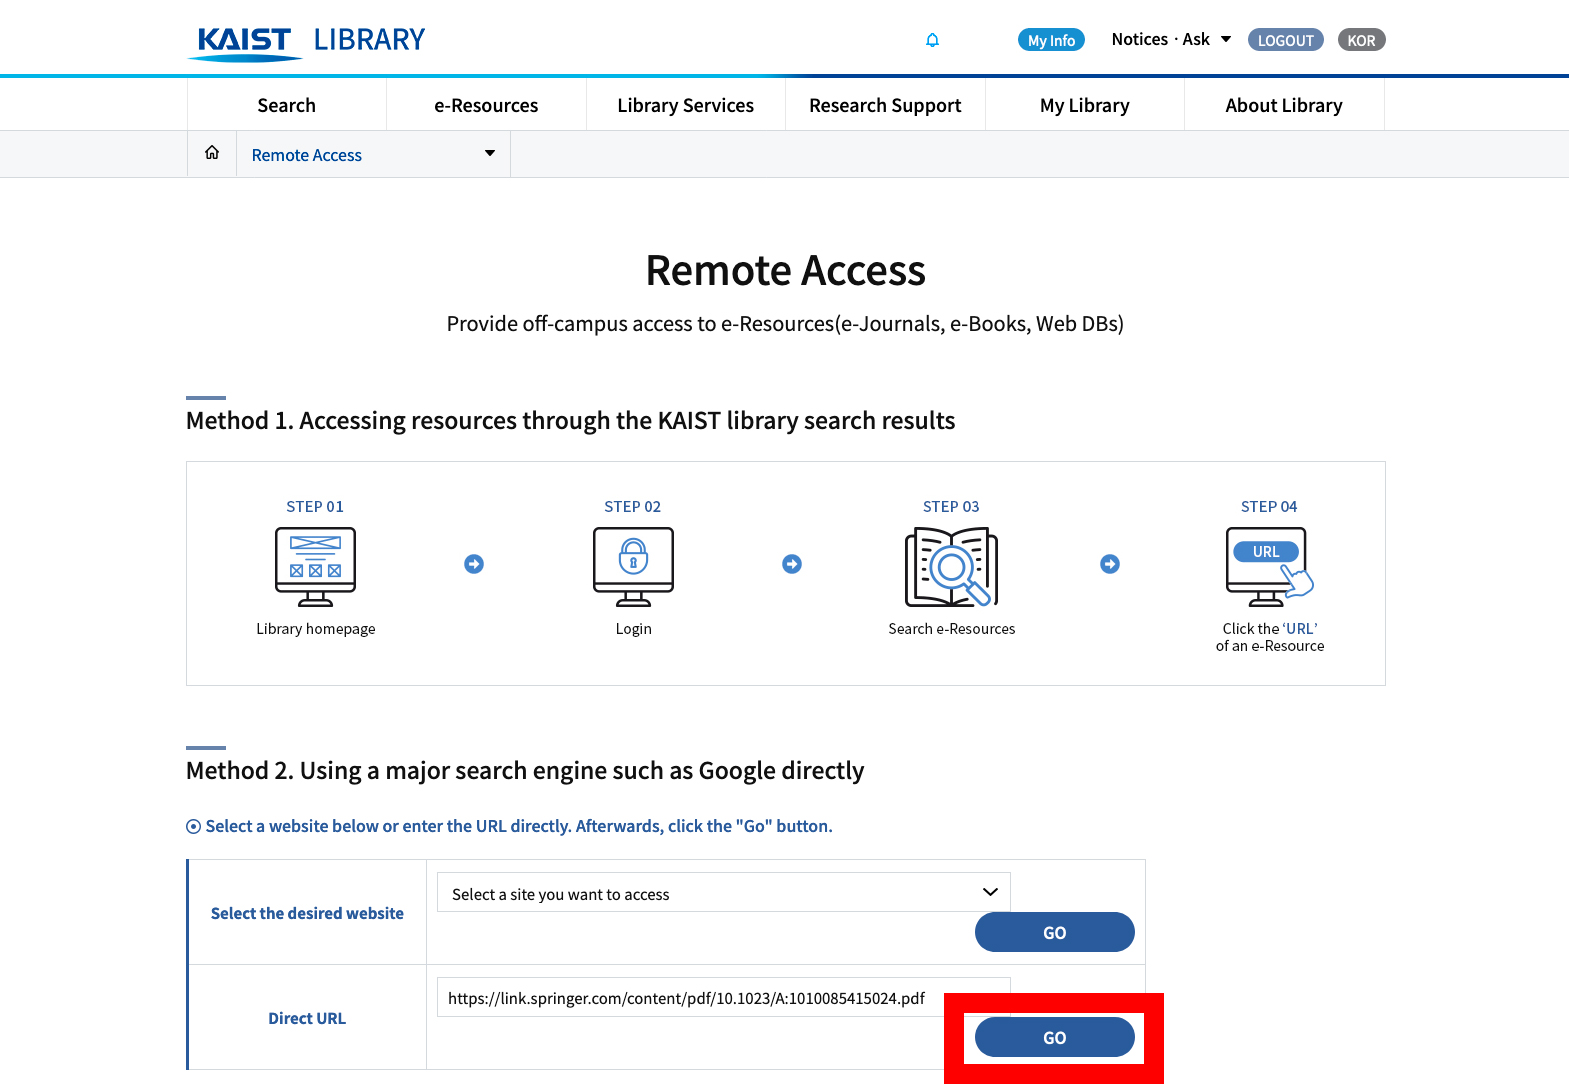 KAIST LIBRARY
My Info
Notices · Ask
LOGOUT
KOR
Search
e-Resources
Library Services
Research Support
My Library
About Library
Remote Access
Remote Access
Provide off-campus access to e-Resources(e-Journals, e-Books, Web DBs)
Method 1. Accessing resources through the KAIST library search results
STEP 01
Library homepage
STEP 02
Login
STEP 03
Search e-Resources
STEP 04
URL
Click the ‘URL’
of an e-Resource
Method 2. Using a major search engine such as Google directly
Select a website below or enter the URL directly. Afterwards, click the "Go" button.
Select the desired website
Select a site you want to access
GO
Direct URL
https://link.springer.com/content/pdf/10.1023/A:1010085415024.pdf
GO